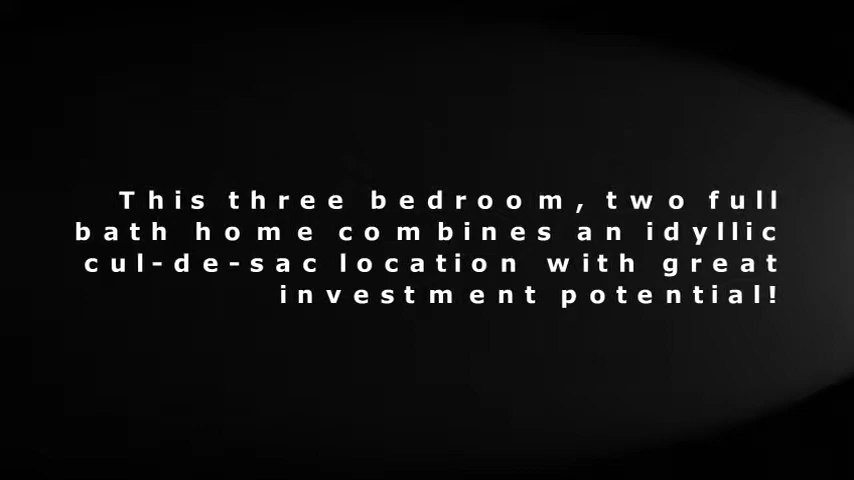 This three bedroom, two full
bath home combines an idyllic
cul-de-sac location with great
investment potential!